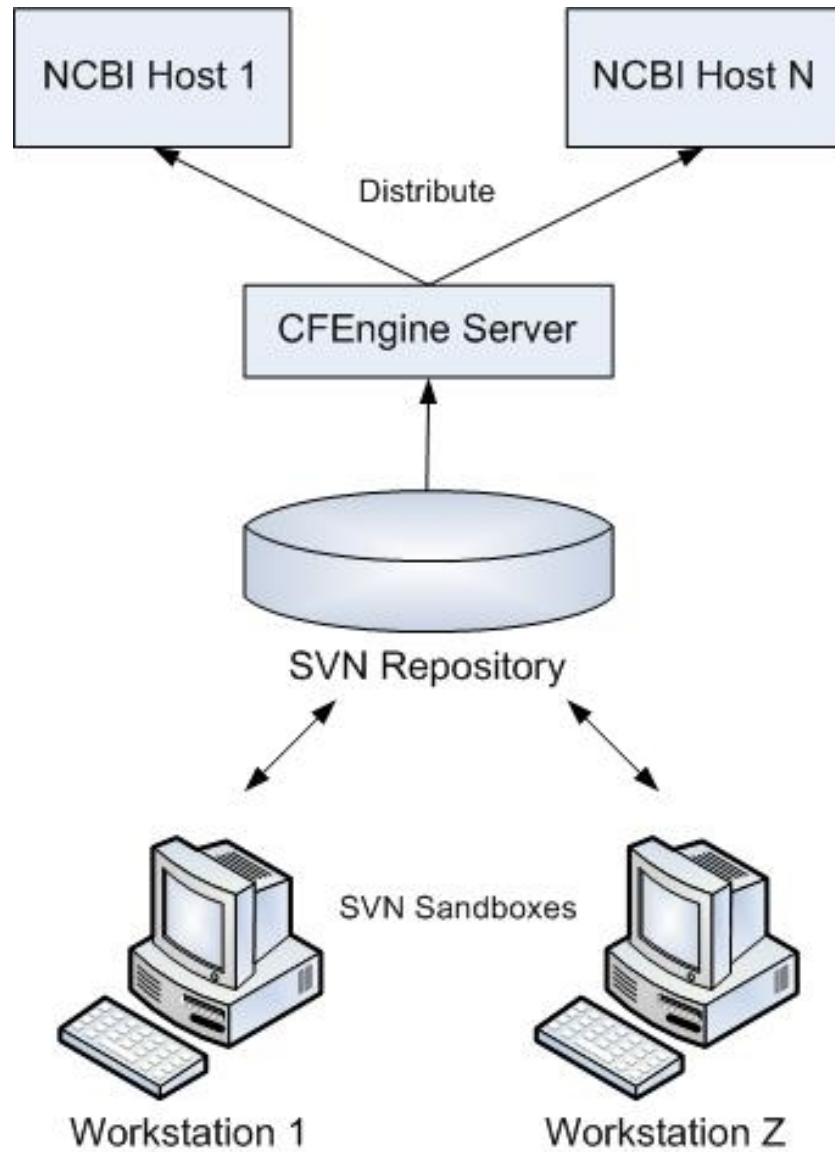 NCBI Host 1
NCBI Host N
Distribute
CFEngine Server
SVN Repository
SVN Sandboxes
Workstation 1
Workstation Z